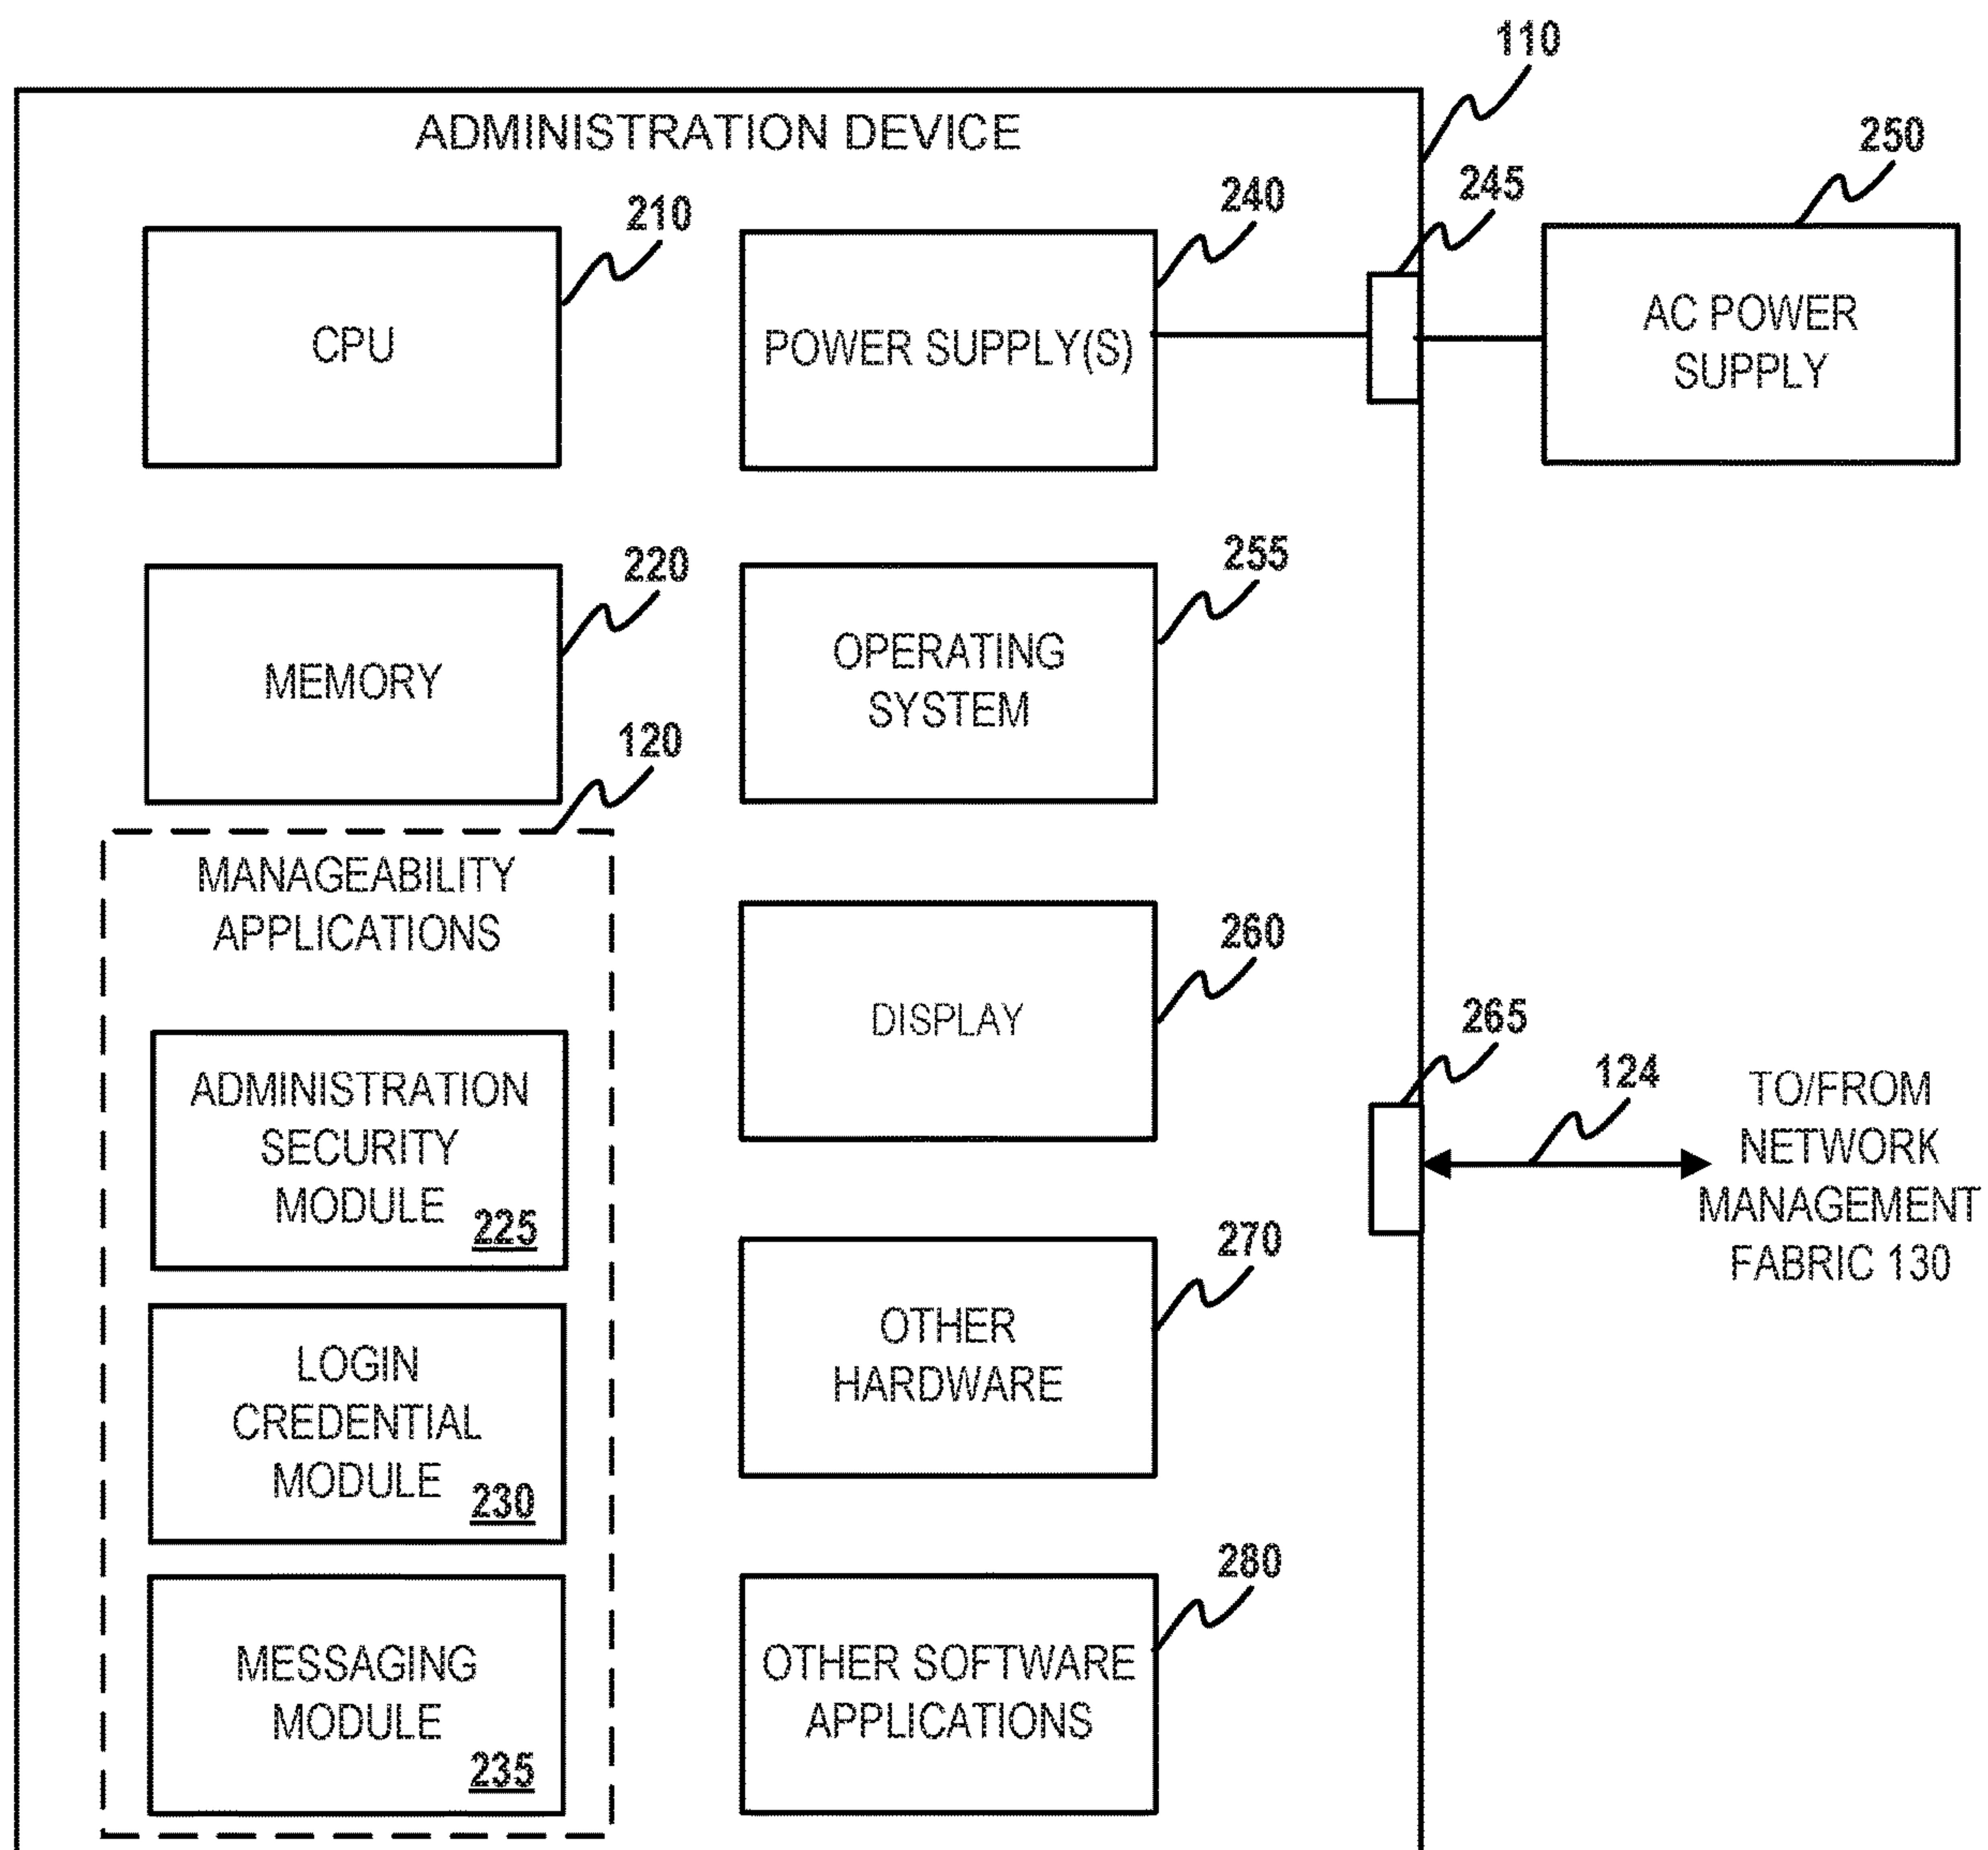 110
ADMINISTRATION DEVICE
250
210
240
245
CPU
POWER SUPPLY(S)
AC POWER
SUPPLY
220
255
MEMORY
OPERATING
SYSTEM
120
MANAGEABILITY
APPLICATIONS
260
DISPLAY
265
124
ADMINISTRATION
SECURITY
MODULE
225
TO/FROM
NETWORK
MANAGEMENT
FABRIC 130
270
OTHER
HARDWARE
LOGIN
CREDENTIAL
MODULE
230
280
MESSAGING
MODULE
235
OTHER SOFTWARE
APPLICATIONS